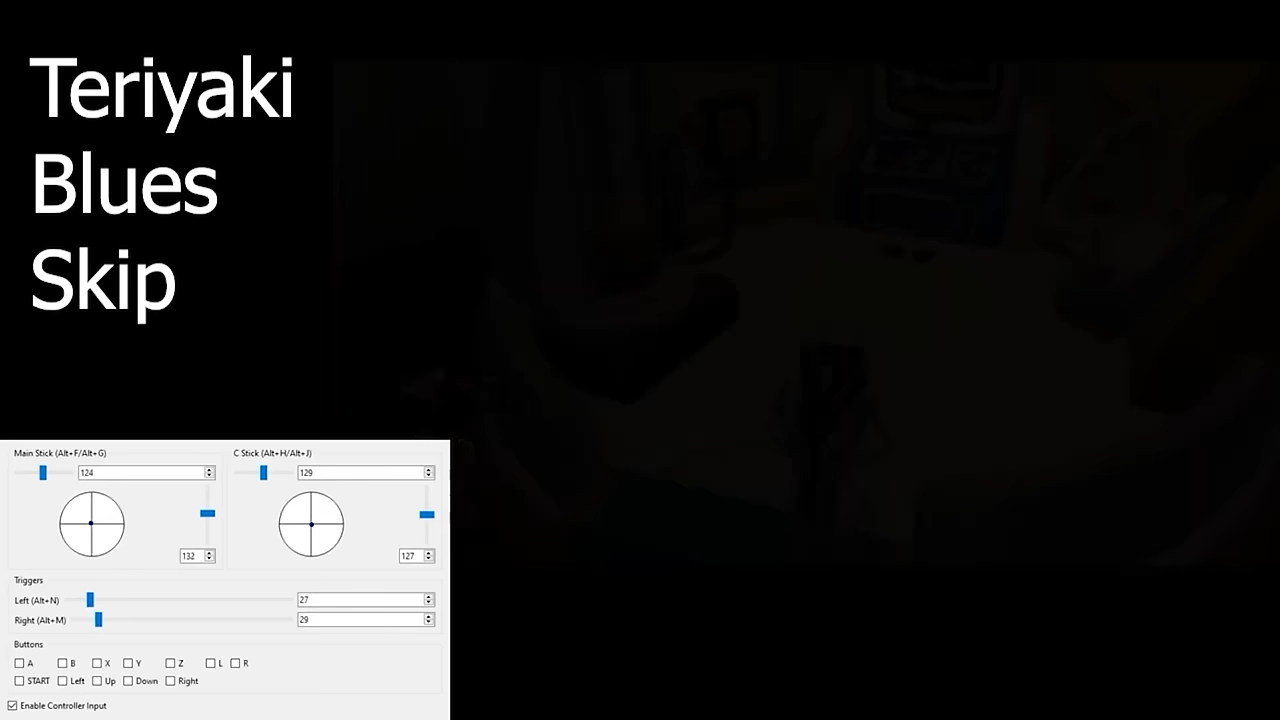 Teriyaki
Blues
Skip
Main Stick (Alt+F/Alt+G)
124
132
C Stick (Alt+H/Alt+J)
129
127
Triggers
Left (Alt+N)
27
Right (Alt+M)
29
Buttons
A B X Y Z L R
START Left Up Down Right
Enable Controller Input